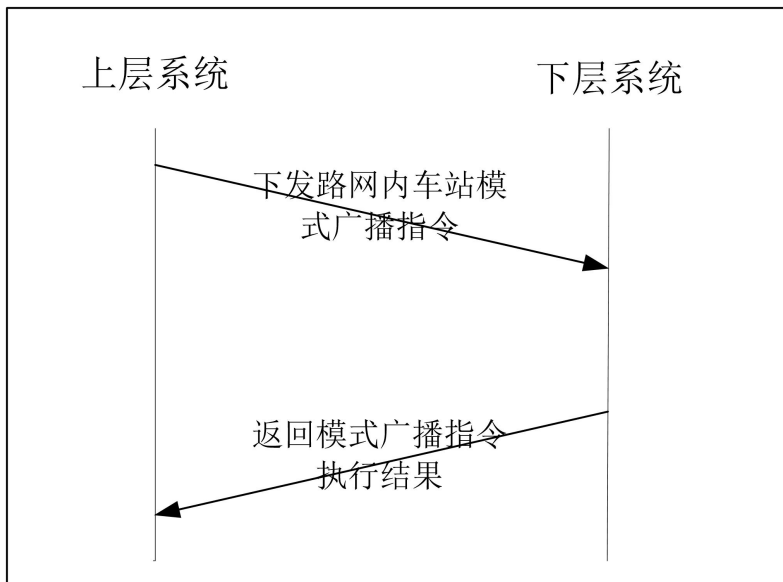 上层系统
下层系统
下发路网内车站模
式广播指令
返回模式广播指令
执行结果